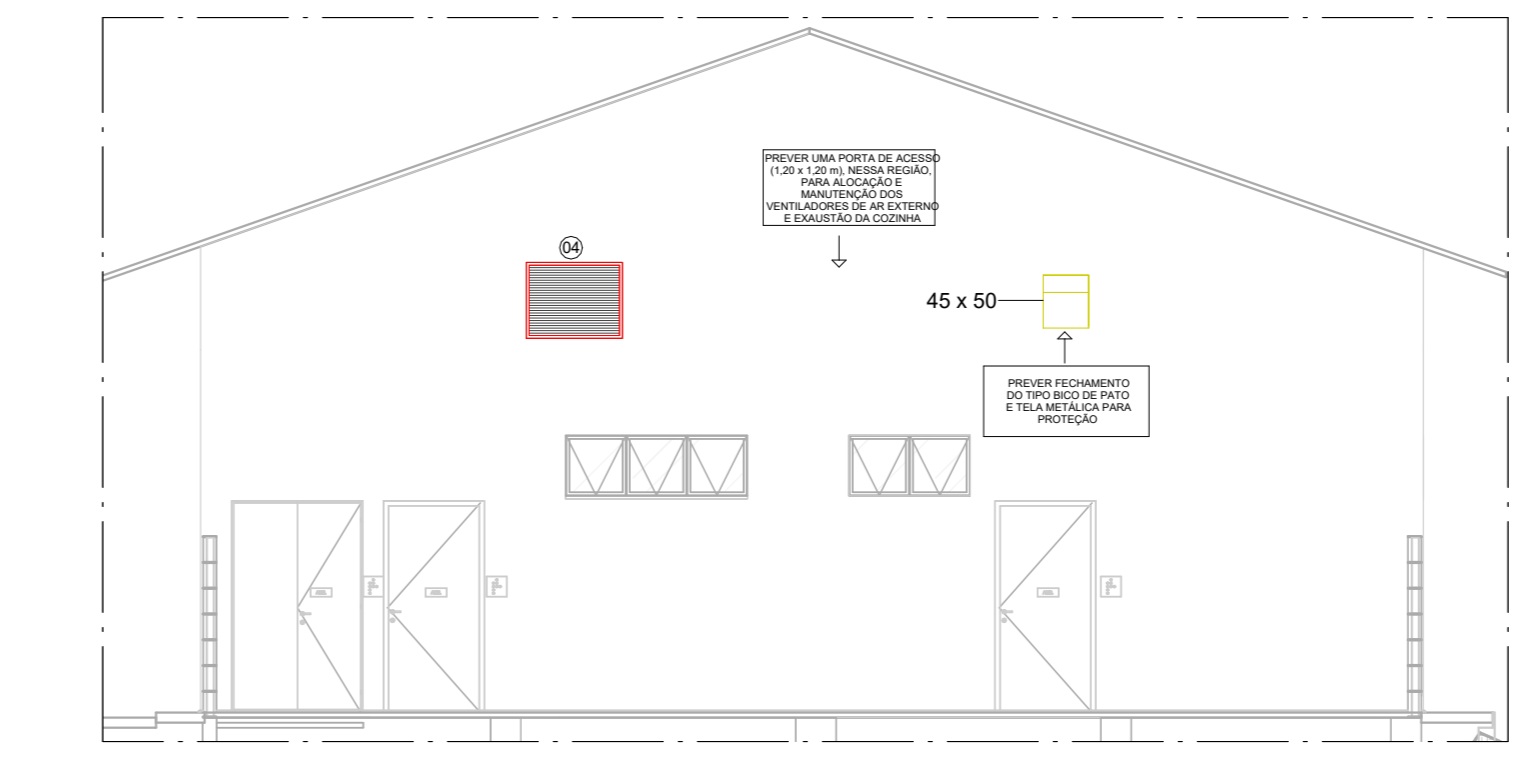 PREVER UMA PORTA DE ACESSO
(1,20 x 1,20 m), NESSA REGIÃO,
PARA ALOCAÇÃO E
MANUTENÇÃO DOS
VENTILADORES DE AR EXTERNO
E EXAUSTÃO DA COZINHA
04
45 x 50
PREVER FECHAMENTO
DO TIPO BICO DE PATO
E TELA METÁLICA PARA
PROTEÇÃO